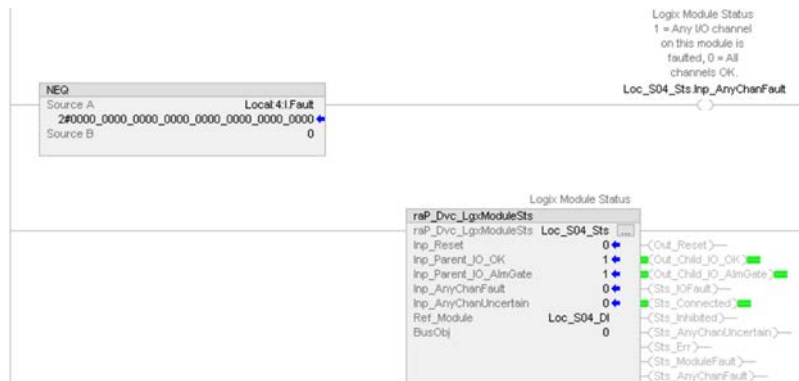 Logix Module Status
1 = Any I/O channel
on this module is
faulted, 0 = All
channels OK.
Loc_S04_Sts.Inp_AnyChanFault
NEQ
Source A Local:4:I.Fault
2#0000_0000_0000_0000_0000_0000_0000_0000
Source B 0
Logix Module Status
raP_Dvc_LgxModuleSts
raP_Dvc_LgxModuleSts Loc_S04_Sts ...
Inp_Reset 0 (Out_Reset)
Inp_Parent_IO_OK 1 (Out_Child_IO_OK)
Inp_Parent_IO_AlmGate 1 (Out_Child_IO_AlmGate)
Inp_AnyChanFault 0 (Sts_IOFault)
Inp_AnyChanUncertain 0 (Sts_Connected)
Ref_Module Loc_S04_DI (Sts_Inhibited)
BusObj 0 (Sts_AnyChanUncertain)
(Sts_Err)
(Sts_ModuleFault)
(Sts_AnyChanFault)